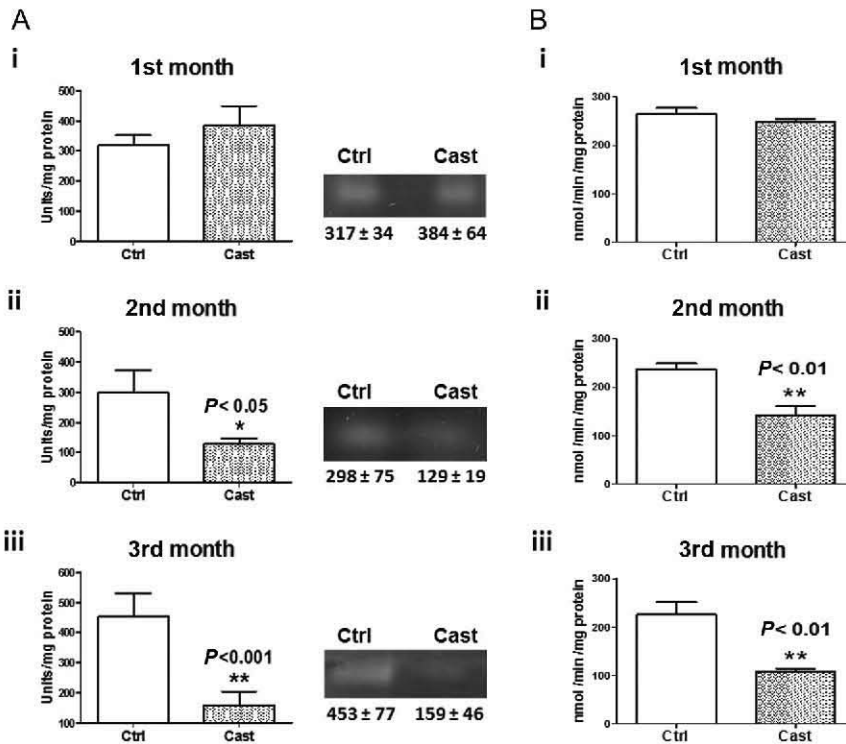 A
B
i
1st month
Units/mg protein
500
400
300
200
100
0
Ctrl
Cast
Ctrl Cast
317 ± 34 384 ± 64
i
1st month
nmol /min /mg protein
300
200
100
0
Ctrl
Cast
ii
2nd month
Units/mg protein
500
400
300
200
100
0
P< 0.05
*
Ctrl
Cast
Ctrl Cast
298 ± 75 129 ± 19
ii
2nd month
nmol /min /mg protein
300
200
100
0
P< 0.01
**
Ctrl
Cast
iii
3rd month
Units/mg protein
600
500
400
300
200
100
P<0.001
**
Ctrl
Cast
Ctrl Cast
453 ± 77 159 ± 46
iii
3rd month
nmol /min /mg protein
300
200
100
0
P< 0.01
**
Ctrl
Cast